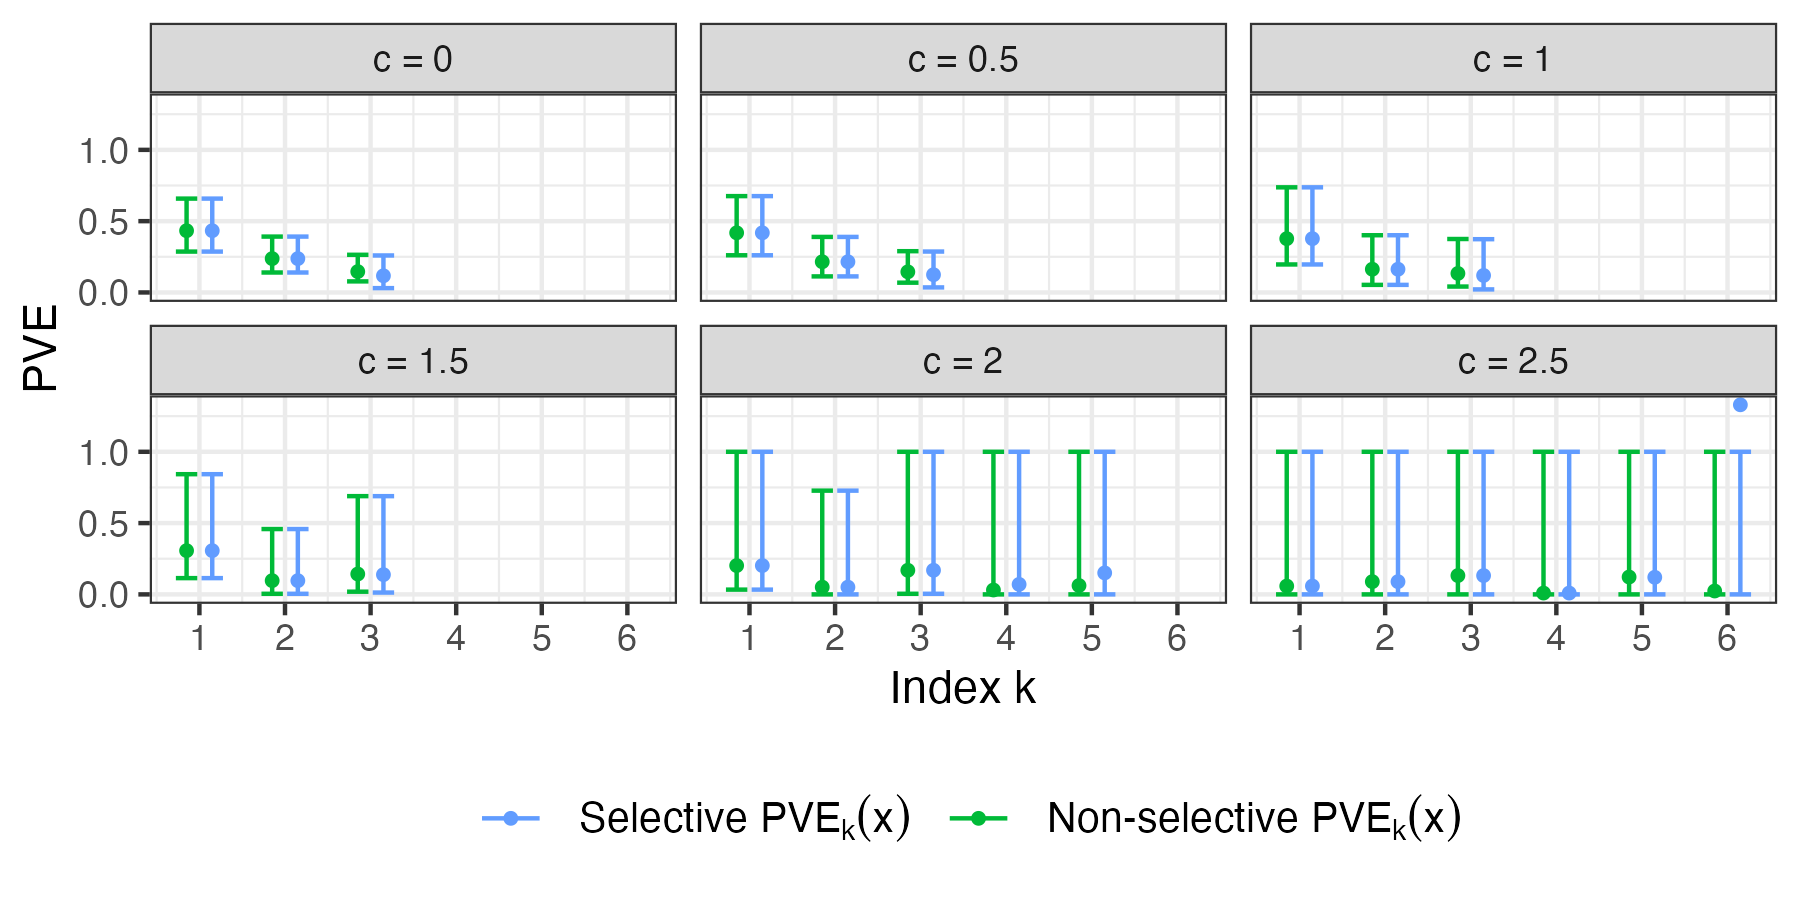 c = 0 c = 0.5 c = 1
1.0
0.5
0.0
PVE
c = 1.5 c = 2 c = 2.5
1.0
0.5
0.0
1 2 3 4 5 6 1 2 3 4 5 6 1 2 3 4 5 6
Index k
Selective PVEk(x) Non-selective PVEk(x)